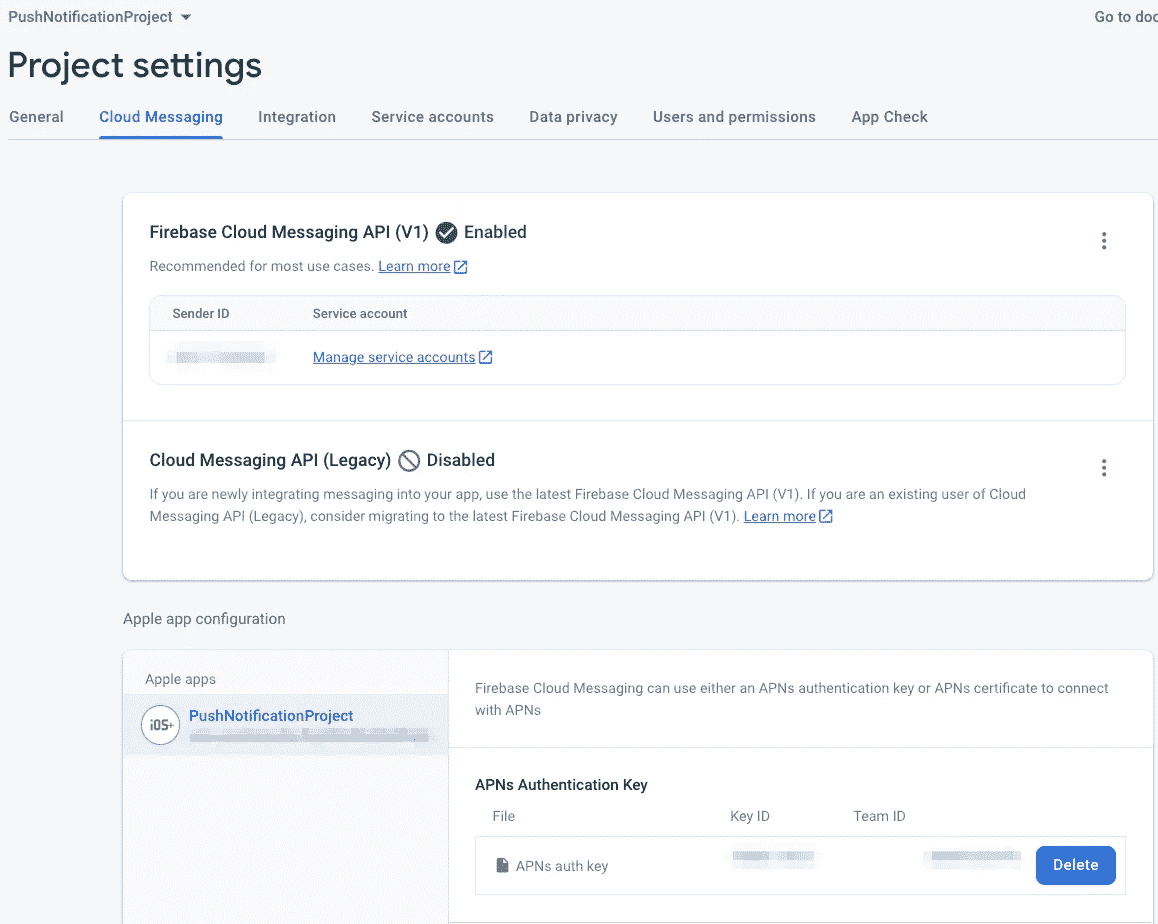 PushNotificationProject
Go to doc
Project settings
General Cloud Messaging Integration Service accounts Data privacy Users and permissions App Check
Firebase Cloud Messaging API (V1) Enabled
Recommended for most use cases. Learn more
Sender ID Service account
Manage service accounts
Cloud Messaging API (Legacy) Disabled
If you are newly integrating messaging into your app, use the latest Firebase Cloud Messaging API (V1). If you are an existing user of Cloud
Messaging API (Legacy), consider migrating to the latest Firebase Cloud Messaging API (V1). Learn more
Apple app configuration
Apple apps
iOS+ PushNotificationProject
Firebase Cloud Messaging can use either an APNs authentication key or APNs certificate to connect
with APNs
APNs Authentication Key
File Key ID Team ID
APNs auth key Delete